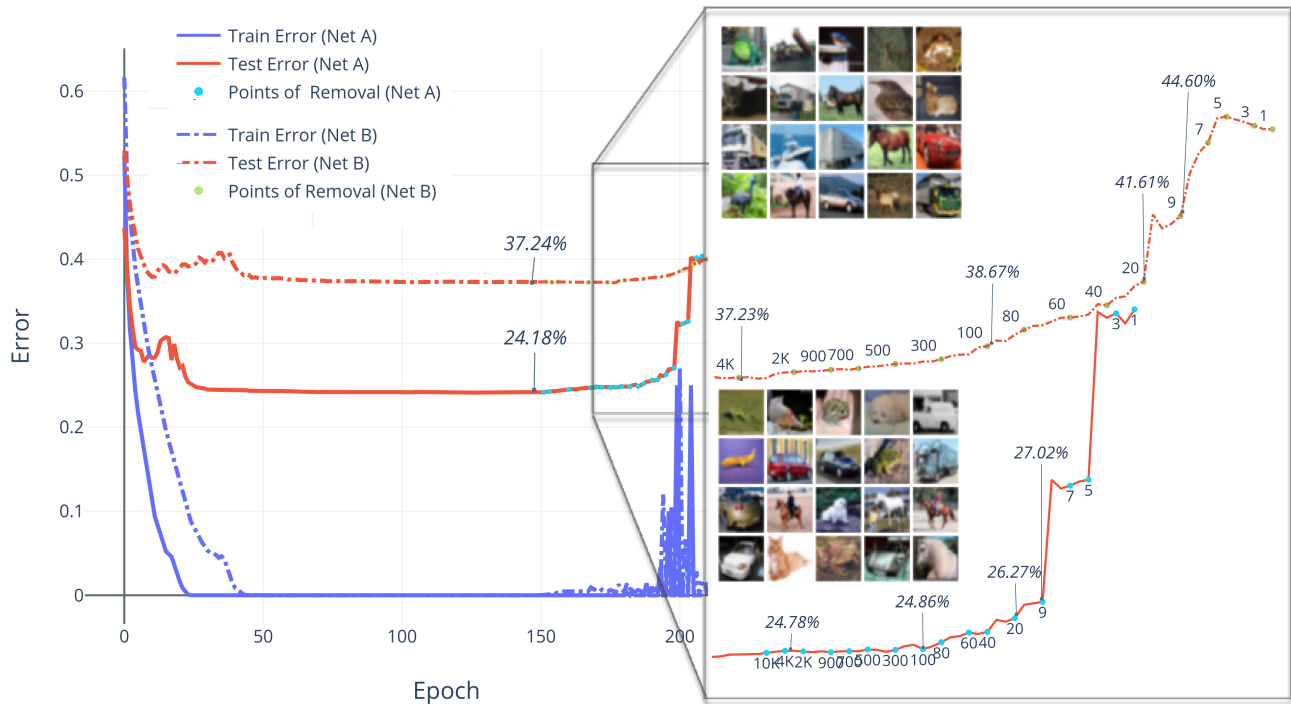 Train Error (Net A)
Test Error (Net A)
Points of Removal (Net A)
Train Error (Net B)
Test Error (Net B)
Points of Removal (Net B)
Error
0.6
0.5
0.4
0.3
0.2
0.1
0
37.24%
24.18%
0 50 100 150 200
Epoch
44.60%
5 3 1
7
41.61%
9
20
38.67%
40
60
80
37.23%
100
300
500
4K 2K 900 700
3 1
27.02%
7 5
26.27%
24.86%
9
24.78%
20
60 40
80
10K 4K 2K 900 700 500 300 100